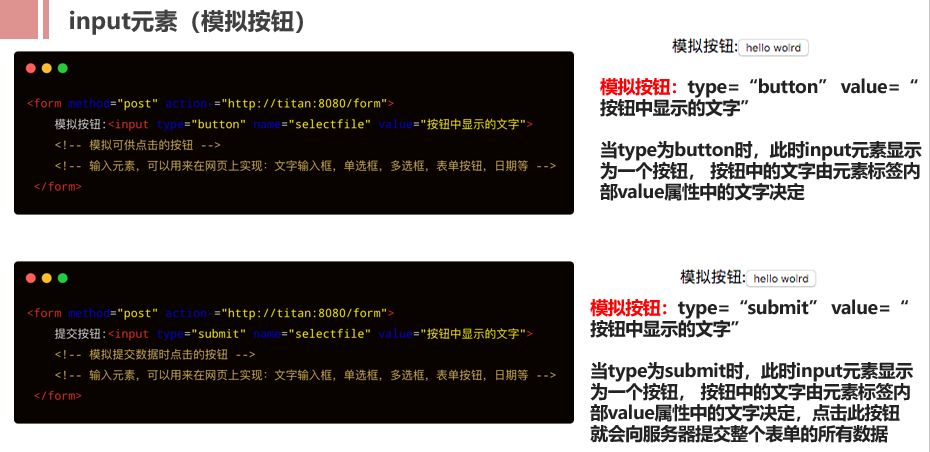 input元素（模拟按钮）
<form method="post" action-="http://titan:8080/form">
模拟按钮:<input type="button" name="selectfile" value="按钮中显示的文字">
<!-- 模拟可供点击的按钮 -->
<!-- 输入元素，可以用来在网页上实现：文字输入框，单选框，多选框，表单按钮，日期等 -->
</form>
模拟按钮:hello wolrd
模拟按钮：type=“button” value=“
按钮中显示的文字”
当type为button时，此时input元素显示
为一个按钮， 按钮中的文字由元素标签内
部value属性中的文字决定
<form method="post" action-="http://titan:8080/form">
提交按钮:<input type="submit" name="selectfile" value="按钮中显示的文字">
<!-- 模拟提交数据时点击的按钮 -->
<!-- 输入元素，可以用来在网页上实现：文字输入框，单选框，多选框，表单按钮，日期等 -->
</form>
模拟按钮:hello wolrd
模拟按钮：type=“submit” value=“
按钮中显示的文字”
当type为submit时，此时input元素显示
为一个按钮， 按钮中的文字由元素标签内
部value属性中的文字决定，点击此按钮
就会向服务器提交整个表单的所有数据